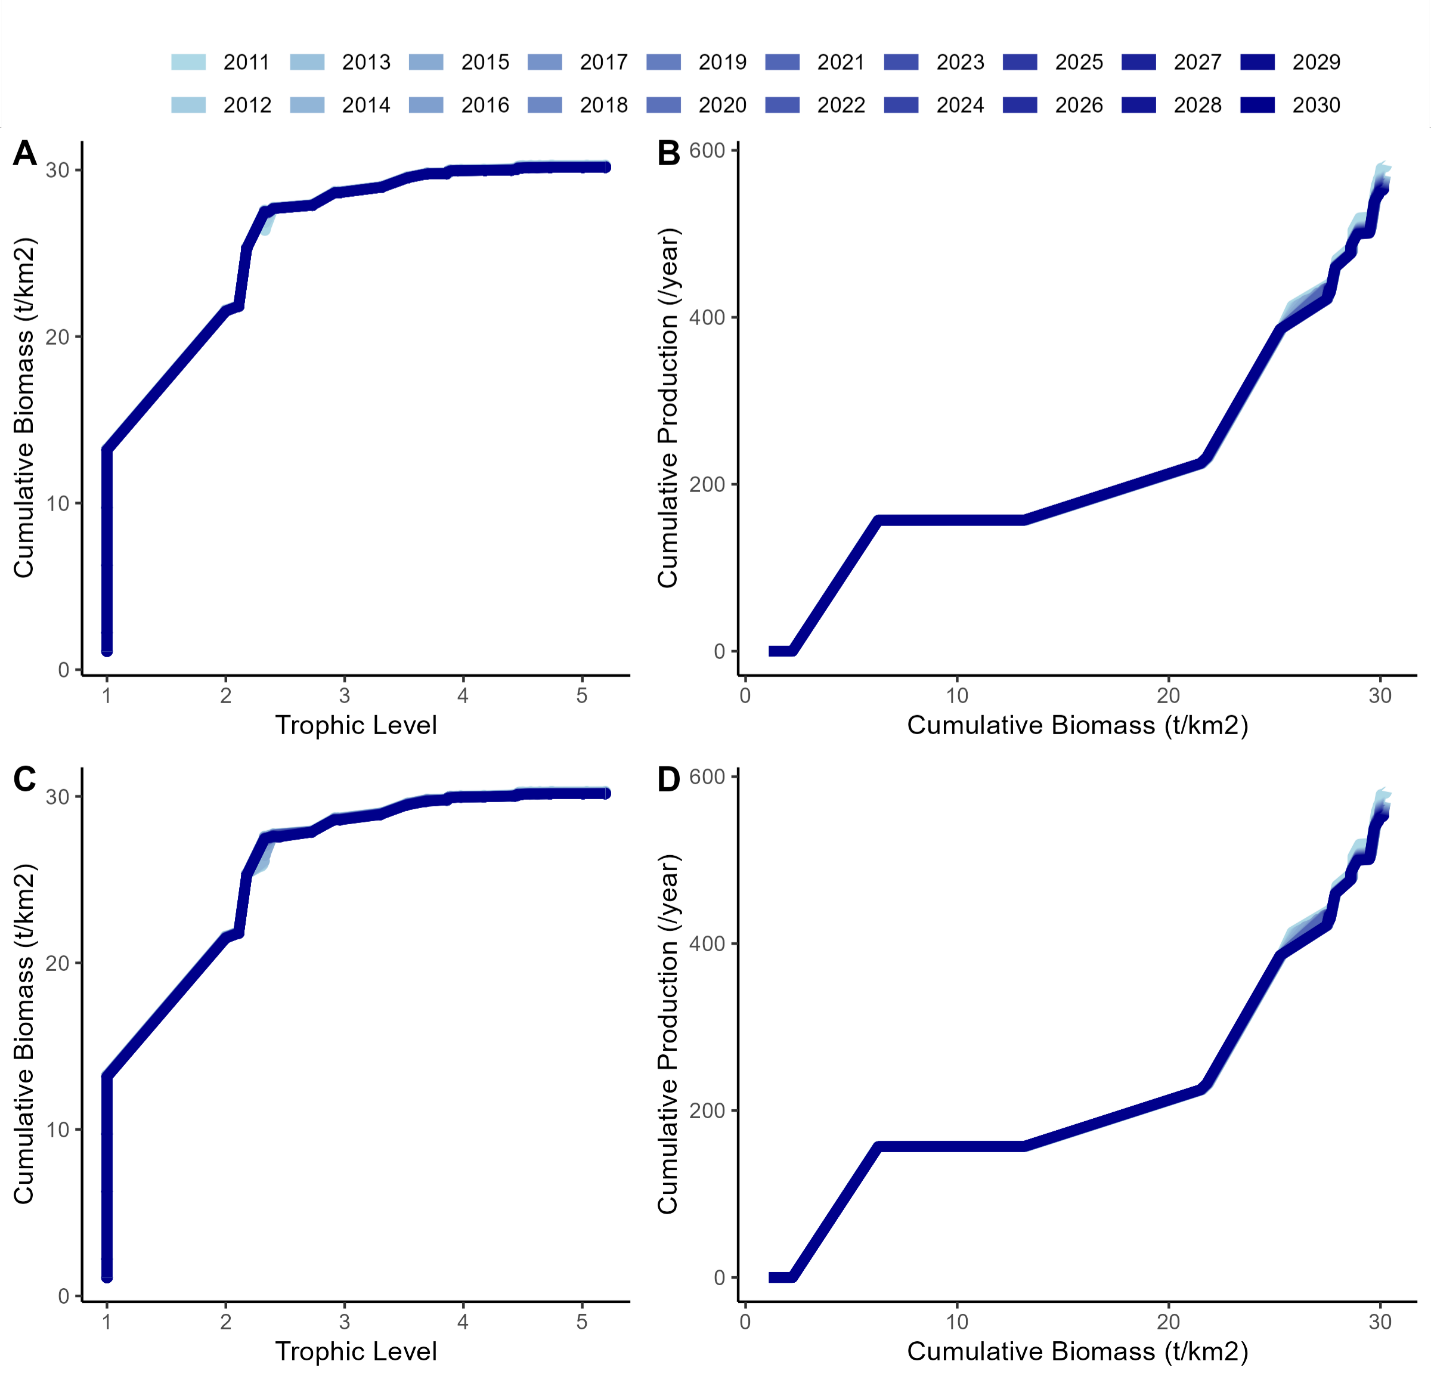 2011 2013 2015 2017 2019 2021 2023 2025 2027 2029
2012 2014 2016 2018 2020 2022 2024 2026 2028 2030
A
Cumulative Biomass (t/km2)
30
20
10
0
1 2 3 4 5
Trophic Level
B
Cumulative Production (/year)
600
400
200
0
0 10 20 30
Cumulative Biomass (t/km2)
C
Cumulative Biomass (t/km2)
30
20
10
0
1 2 3 4 5
Trophic Level
D
Cumulative Production (/year)
600
400
200
0
0 10 20 30
Cumulative Biomass (t/km2)